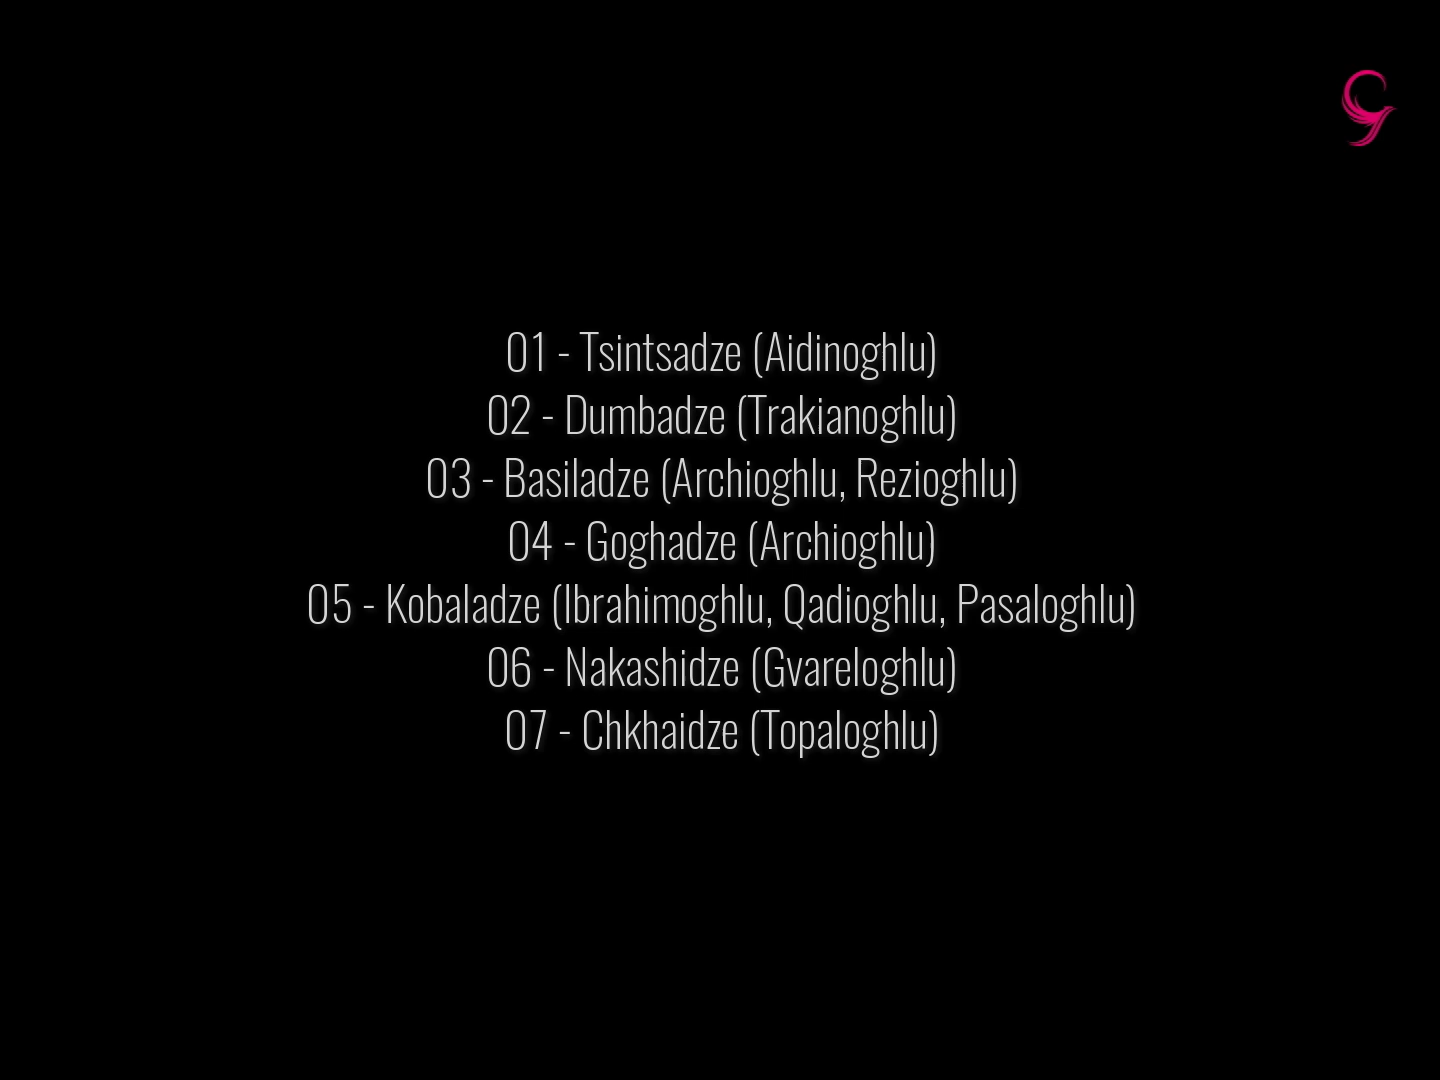 01 - Tsintsadze (Aidinoghlu)
02 - Dumbadze (Trakianoghlu)
03 - Basiladze (Archioghlu, Rezioghlu)
04 - Goghadze (Archioghlu)
05 - Kobaladze (Ibrahimoghlu, Qadioghlu, Pasaloghlu)
06 - Nakashidze (Gvareloghlu)
07 - Chkhaidze (Topaloghlu)